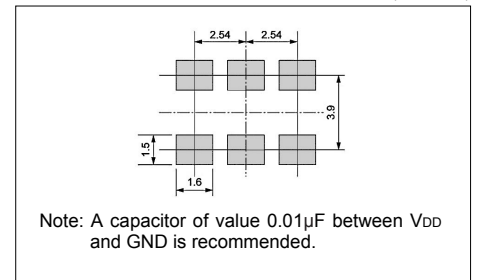 2.54 2.54
3.9
1.5
1.6
Note: A capacitor of value 0.01µF between VDD
and GND is recommended.